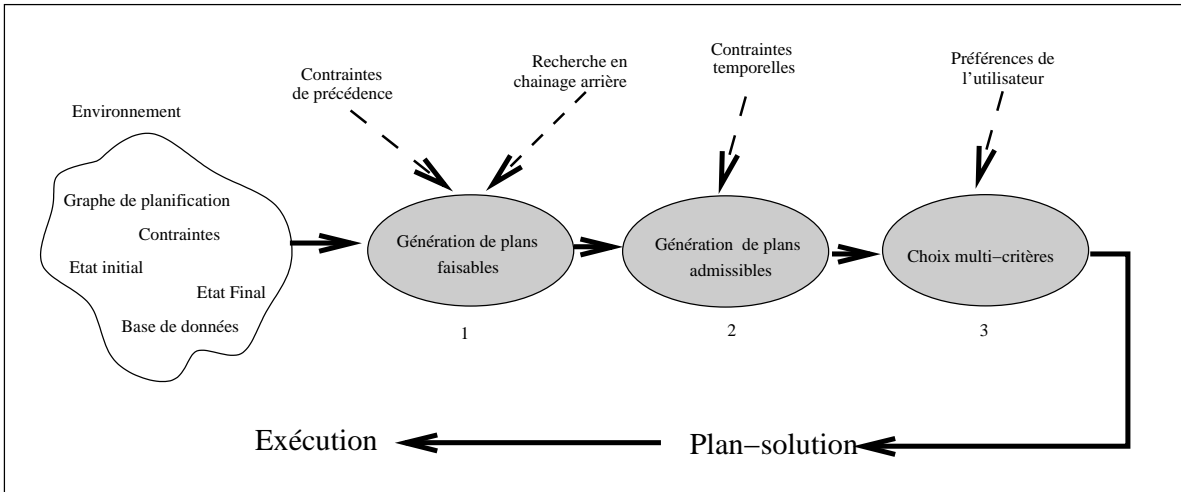 Environnement
Graphe de planification
Contraintes
Etat initial
Etat Final
Base de données
Contraintes
de précédence
Recherche en
chainage arrière
Génération de plans
faisables
1
Contraintes
temporelles
Génération de plans
admissibles
2
Préférences de
l’utilisateur
Choix multi−critères
3
Exécution
Plan−solution